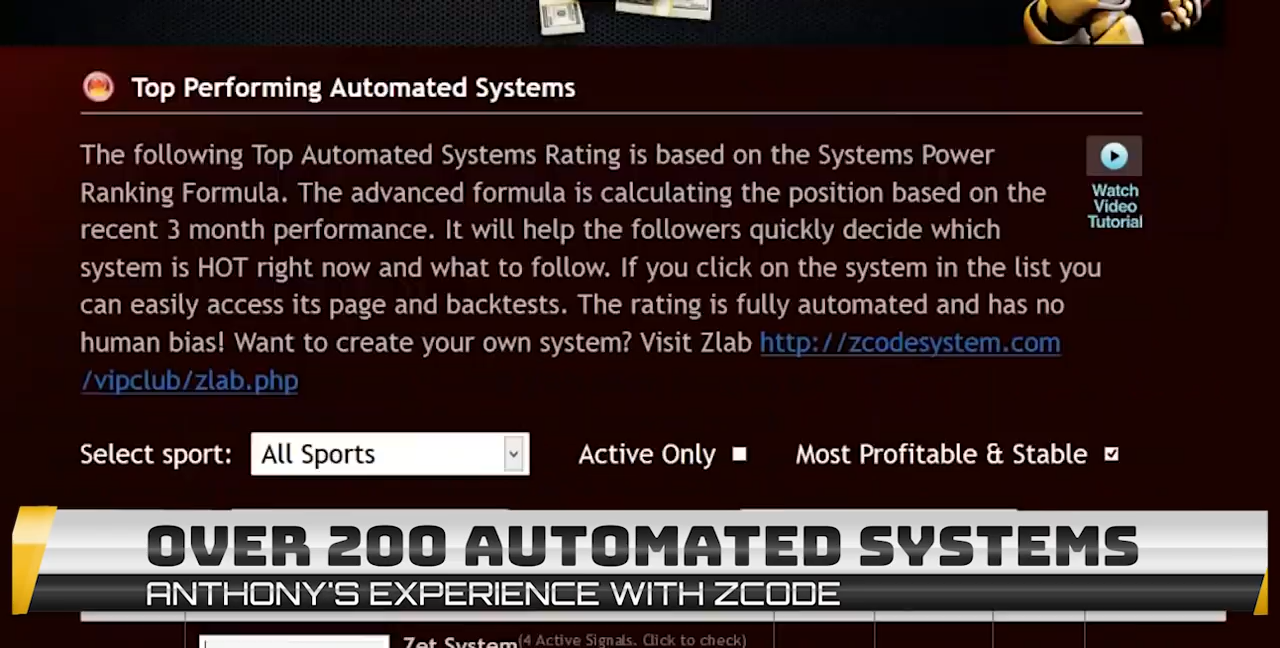 Top Performing Automated Systems
The following Top Automated Systems Rating is based on the Systems Power
Ranking Formula. The advanced formula is calculating the position based on the
recent 3 month performance. It will help the followers quickly decide which
system is HOT right now and what to follow. If you click on the system in the list you
can easily access its page and backtests. The rating is fully automated and has no
human bias! Want to create your own system? Visit Zlab http://zcodesystem.com
/vipclub/zlab.php
Watch
Video
Tutorial
Select sport: All Sports Active Only Most Profitable & Stable
OVER 200 AUTOMATED SYSTEMS
ANTHONY'S EXPERIENCE WITH ZCODE
Zet System (4 Active Signals. Click to check)